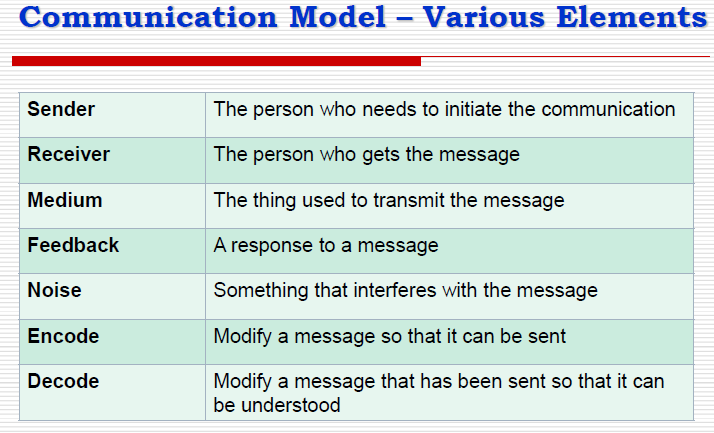 Communication Model – Various Elements
Sender The person who needs to initiate the communication
Receiver The person who gets the message
Medium The thing used to transmit the message
Feedback A response to a message
Noise Something that interferes with the message
Encode Modify a message so that it can be sent
Decode Modify a message that has been sent so that it can
be understood